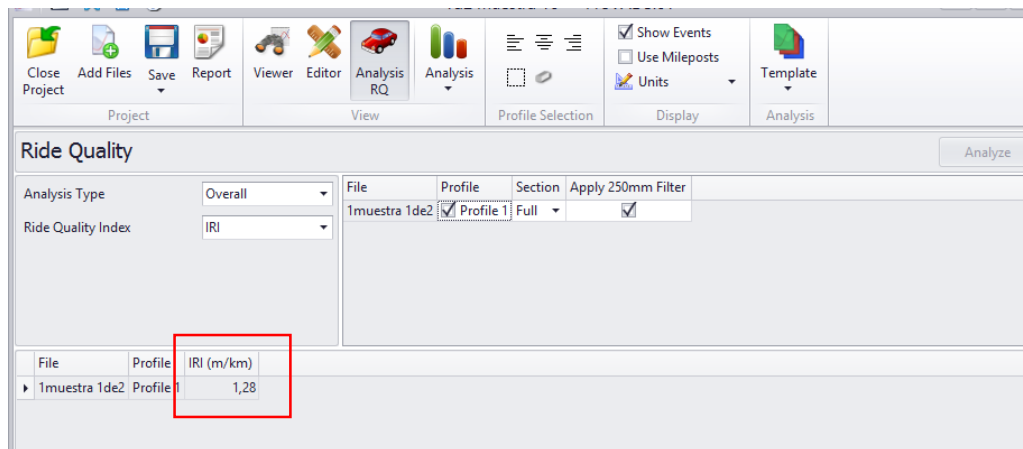 Close Project
Add Files
Save
Report
Viewer
Editor
Analysis RQ
Analysis
Show Events
Use Mileposts
Units
Template
Project
View
Profile Selection
Display
Analysis
Ride Quality
Analyze
Analysis Type
Overall
Ride Quality Index
IRI
File Profile Section Apply 250mm Filter
1muestra 1de2 Profile 1 Full
File Profile IRI (m/km)
1muestra 1de2 Profile 1 1,28